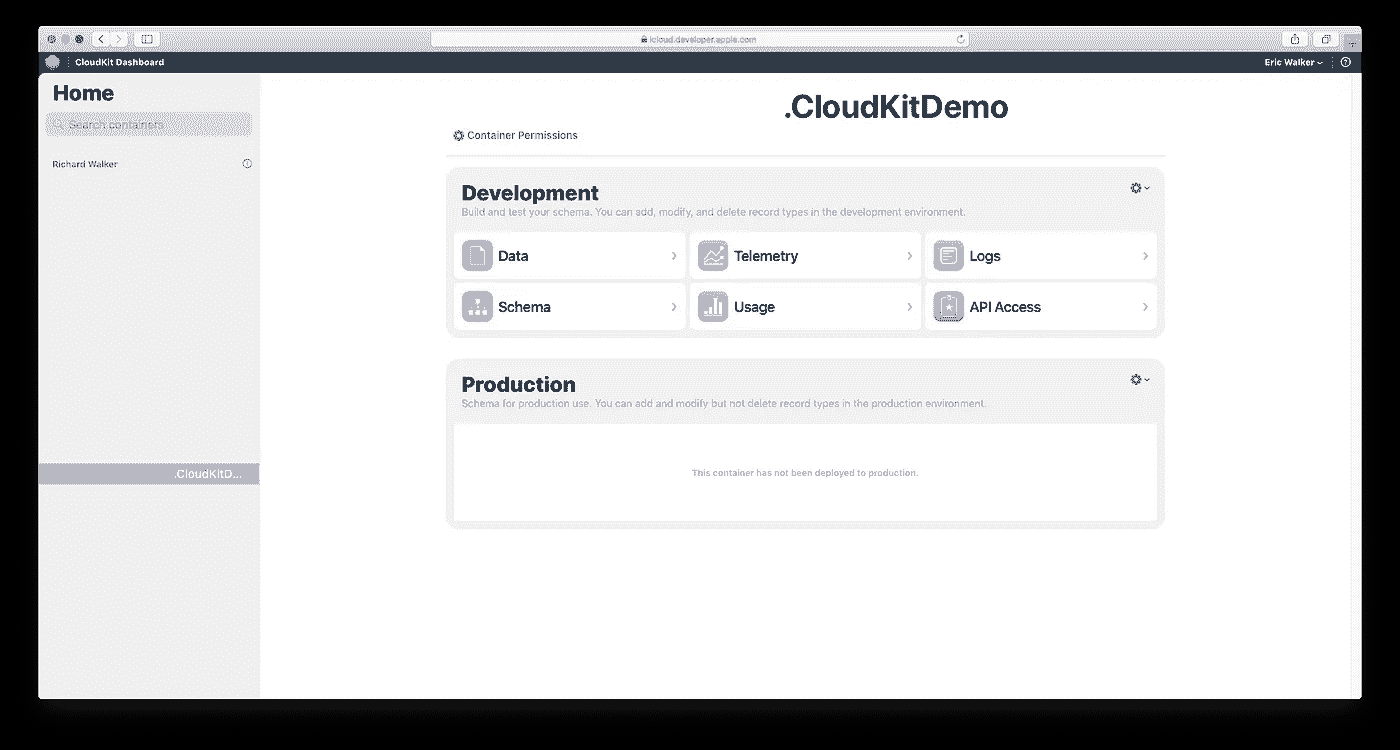 icloud.developer.apple.com
CloudKit Dashboard
Eric Walker
Home
Search containers
Richard Walker
.CloudKitD...
.CloudKitDemo
Container Permissions
Development
Build and test your schema. You can add, modify, and delete record types in the development environment.
Data
Telemetry
Logs
Schema
Usage
API Access
Production
Schema for production use. You can add and modify but not delete record types in the production environment.
This container has not been deployed to production.